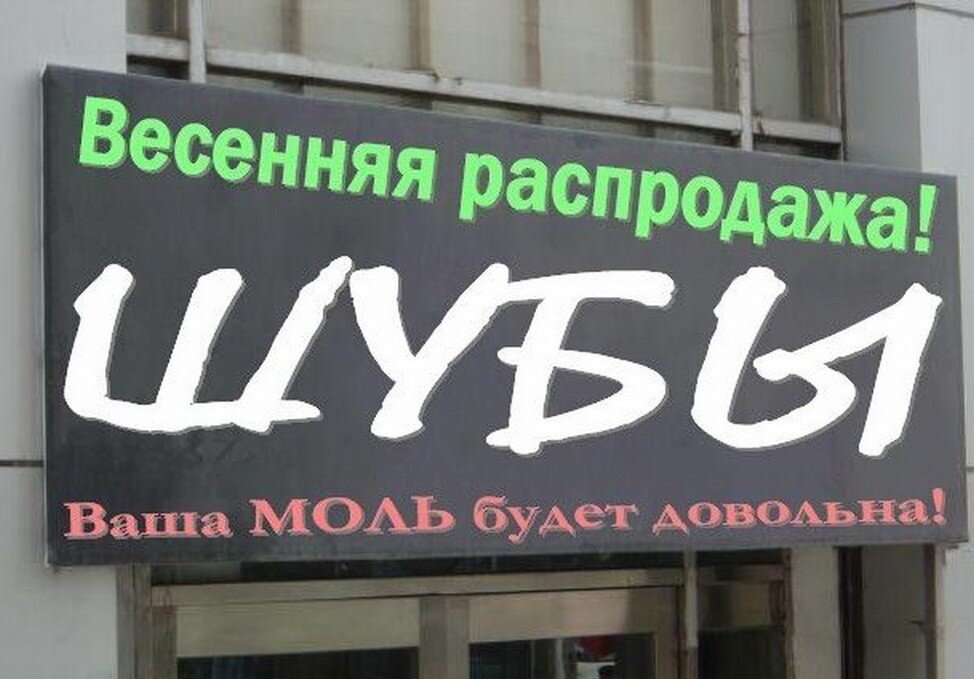 Весенняя распродажа!
ШУБЫ
Ваша МОЛЬ будет довольна!